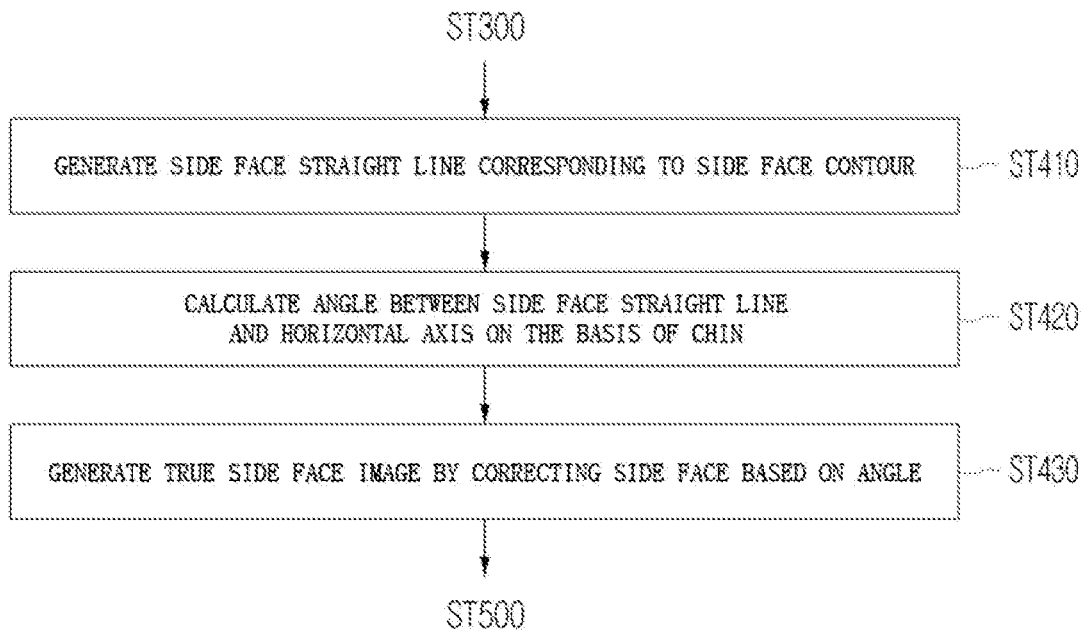 ST300
GENERATE SIDE FACE STRAIGHT LINE CORRESPONDING TO SIDE FACE CONTOUR
ST410
CALCULATE ANGLE BETWEEN SIDE FACE STRAIGHT LINE
AND HORIZONTAL AXIS ON THE BASIS OF CHIN
ST420
GENERATE TRUE SIDE FACE IMAGE BY CORRECTING SIDE FACE BASED ON ANGLE
ST430
ST500